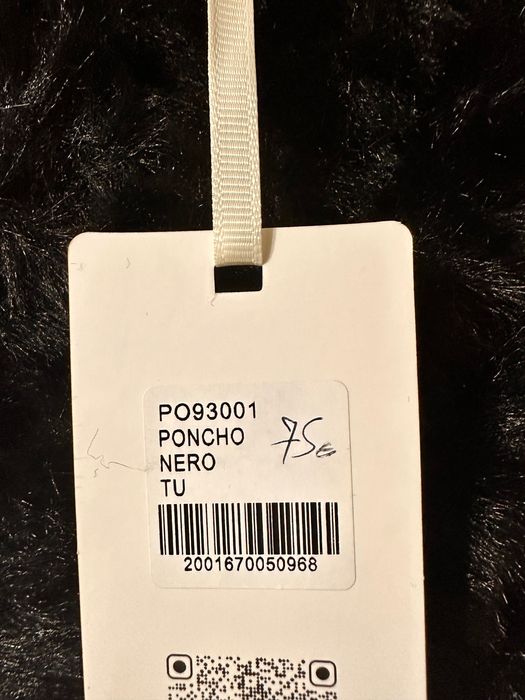 PO93001
PONCHO
75€
NERO
TU
2001670050968